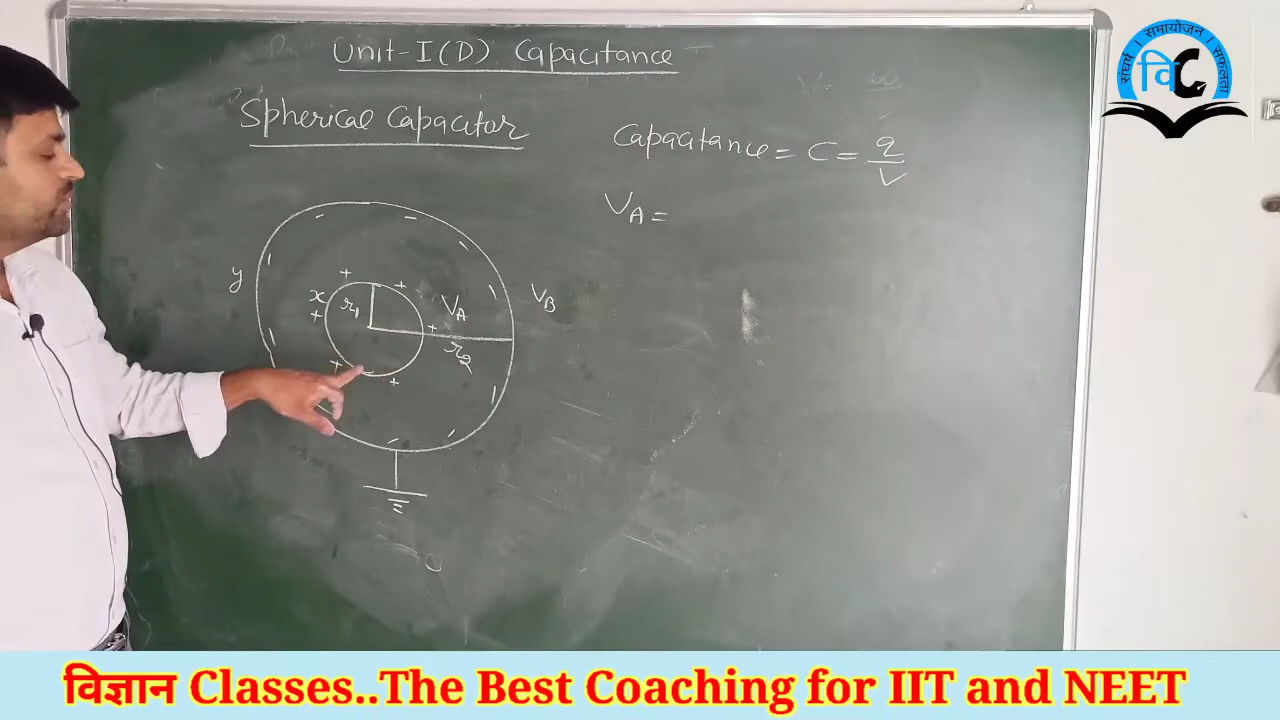 Unit-I(D) Capacitance
Spherical Capacitor
Capacitance = C = q/V
V_A =
y
x
r₁
V_A
V_B
r₂
संघर्ष । समायोजन । सफलता
वि C
विज्ञान Classes..The Best Coaching for IIT and NEET